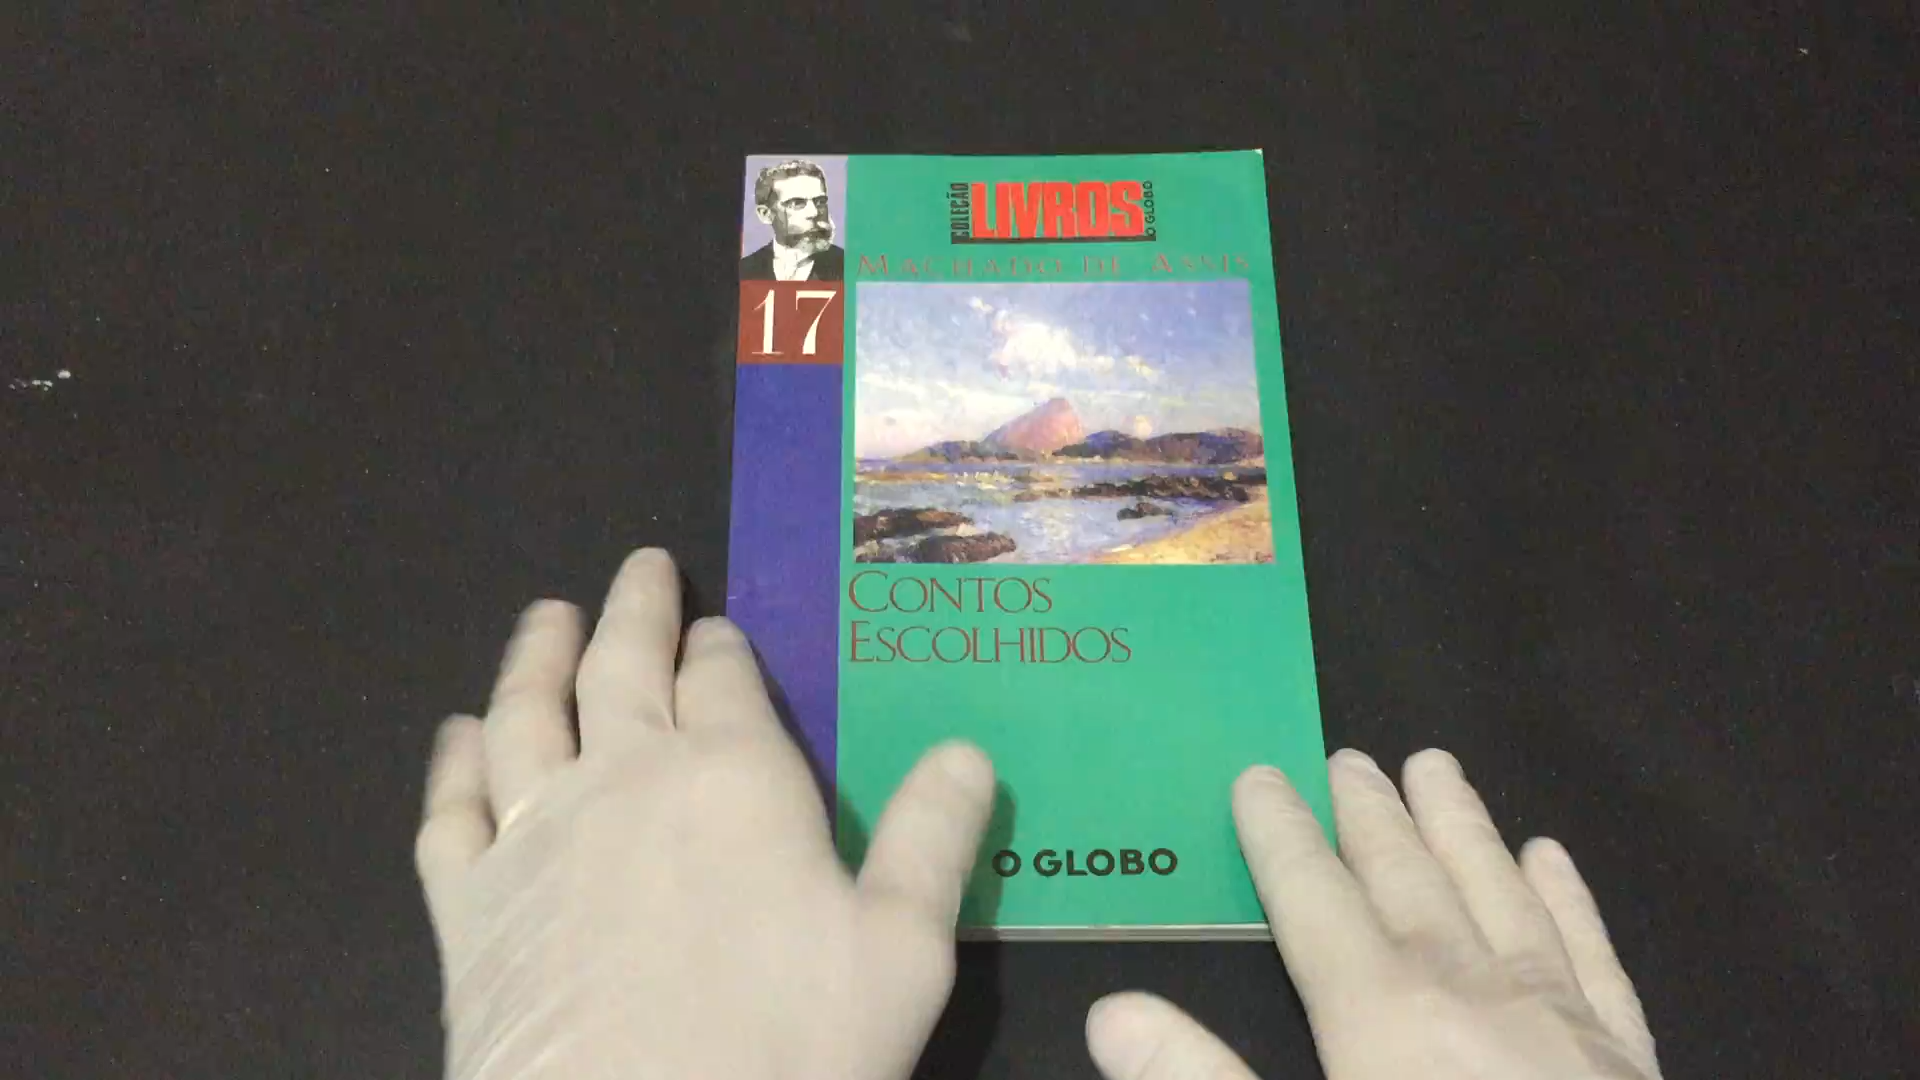 COLEÇÃO
LIVROS
O GLOBO
MACHADO DE ASSIS
17
CONTOS
ESCOLHIDOS
O GLOBO